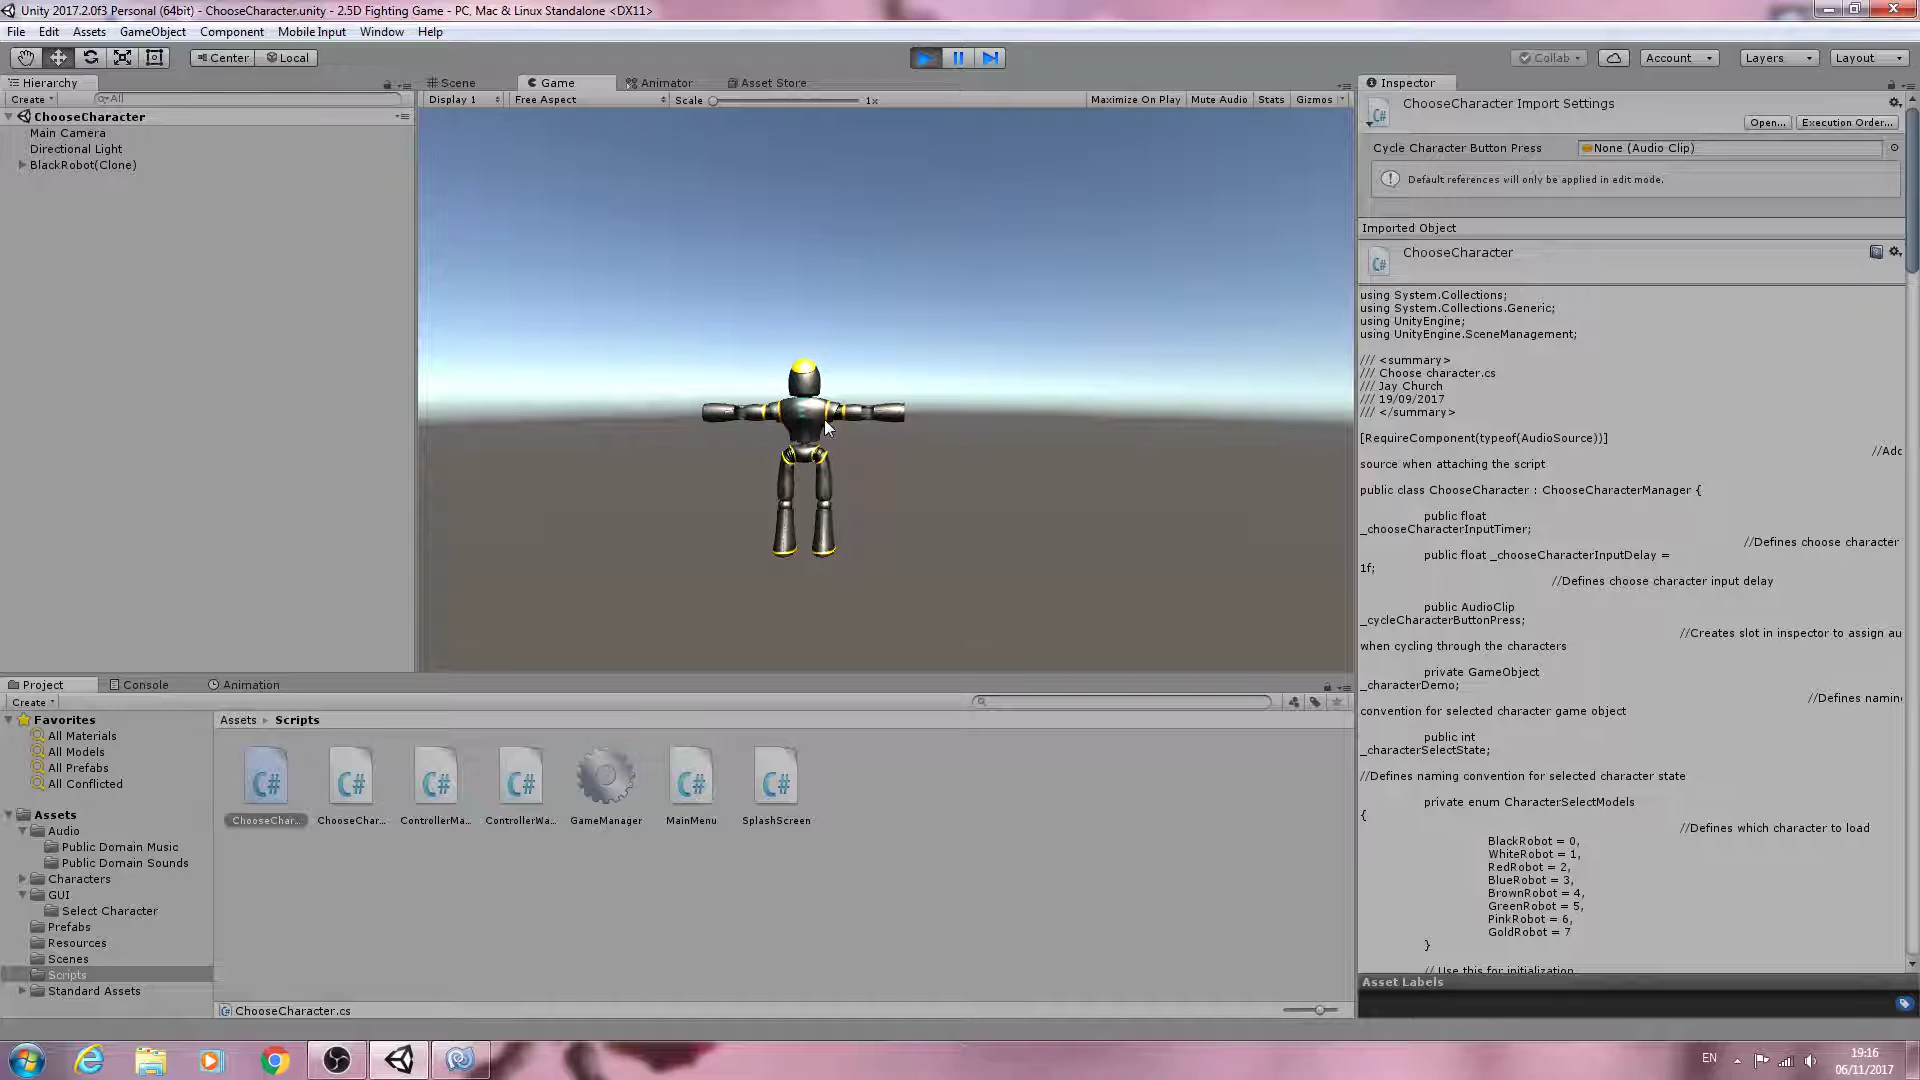 Unity 2017.2.0f3 Personal (64bit) - ChooseCharacter.unity - 2.5D Fighting Game - PC, Mac & Linux Standalone <DX11>
File Edit Assets GameObject Component Mobile Input Window Help
Center Local
Collab Account Layers Layout
Hierarchy
Create All
ChooseCharacter
Main Camera
Directional Light
BlackRobot(Clone)
Scene Game Animator Asset Store
Display 1 Free Aspect Scale 1x Maximize On Play Mute Audio Stats Gizmos
Inspector
ChooseCharacter Import Settings
Open... Execution Order...
Cycle Character Button Press None (Audio Clip)
Default references will only be applied in edit mode.
Imported Object
ChooseCharacter
using System.Collections;
using System.Collections.Generic;
using UnityEngine;
using UnityEngine.SceneManagement;
/// <summary>
/// Choose character.cs
/// Jay Church
/// 19/09/2017
/// </summary>
[RequireComponent(typeof(AudioSource))]
//Adc
source when attaching the script
public class ChooseCharacter : ChooseCharacterManager {
public float
_chooseCharacterInputTimer;
//Defines choose character
public float _chooseCharacterInputDelay =
1f;
//Defines choose character input delay
public AudioClip
_cycleCharacterButtonPress;
//Creates slot in inspector to assign au
when cycling through the characters
private GameObject
_characterDemo;
//Defines namin
convention for selected character game object
public int
_characterSelectState;
//Defines naming convention for selected character state
private enum CharacterSelectModels
{
//Defines which character to load
BlackRobot = 0,
WhiteRobot = 1,
RedRobot = 2,
BlueRobot = 3,
BrownRobot = 4,
GreenRobot = 5,
PinkRobot = 6,
GoldRobot = 7
}
// Use this for initialization
Asset Labels
Project Console Animation
Create
Favorites
All Materials
All Models
All Prefabs
All Conflicted
Assets
Audio
Public Domain Music
Public Domain Sounds
Characters
GUI
Select Character
Prefabs
Resources
Scenes
Scripts
Standard Assets
Assets Scripts
C# C# C# C# C# C#
ChooseChar... ChooseChar... ControllerMa... ControllerWa... GameManager MainMenu SplashScreen
ChooseCharacter.cs
EN
19:16
06/11/2017